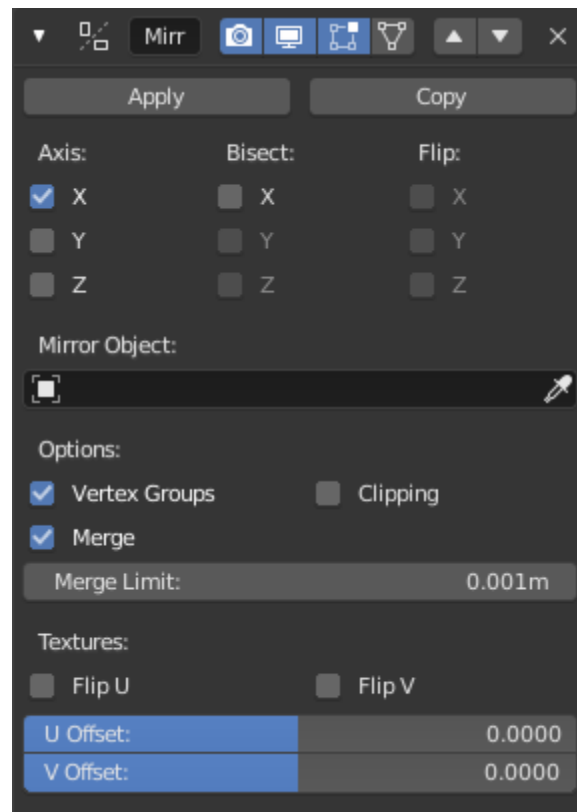 Mirr
Apply Copy
Axis: Bisect: Flip:
X X X
Y Y Y
Z Z Z
Mirror Object:
Options:
Vertex Groups Clipping
Merge
Merge Limit: 0.001m
Textures:
Flip U Flip V
U Offset: 0.0000
V Offset: 0.0000